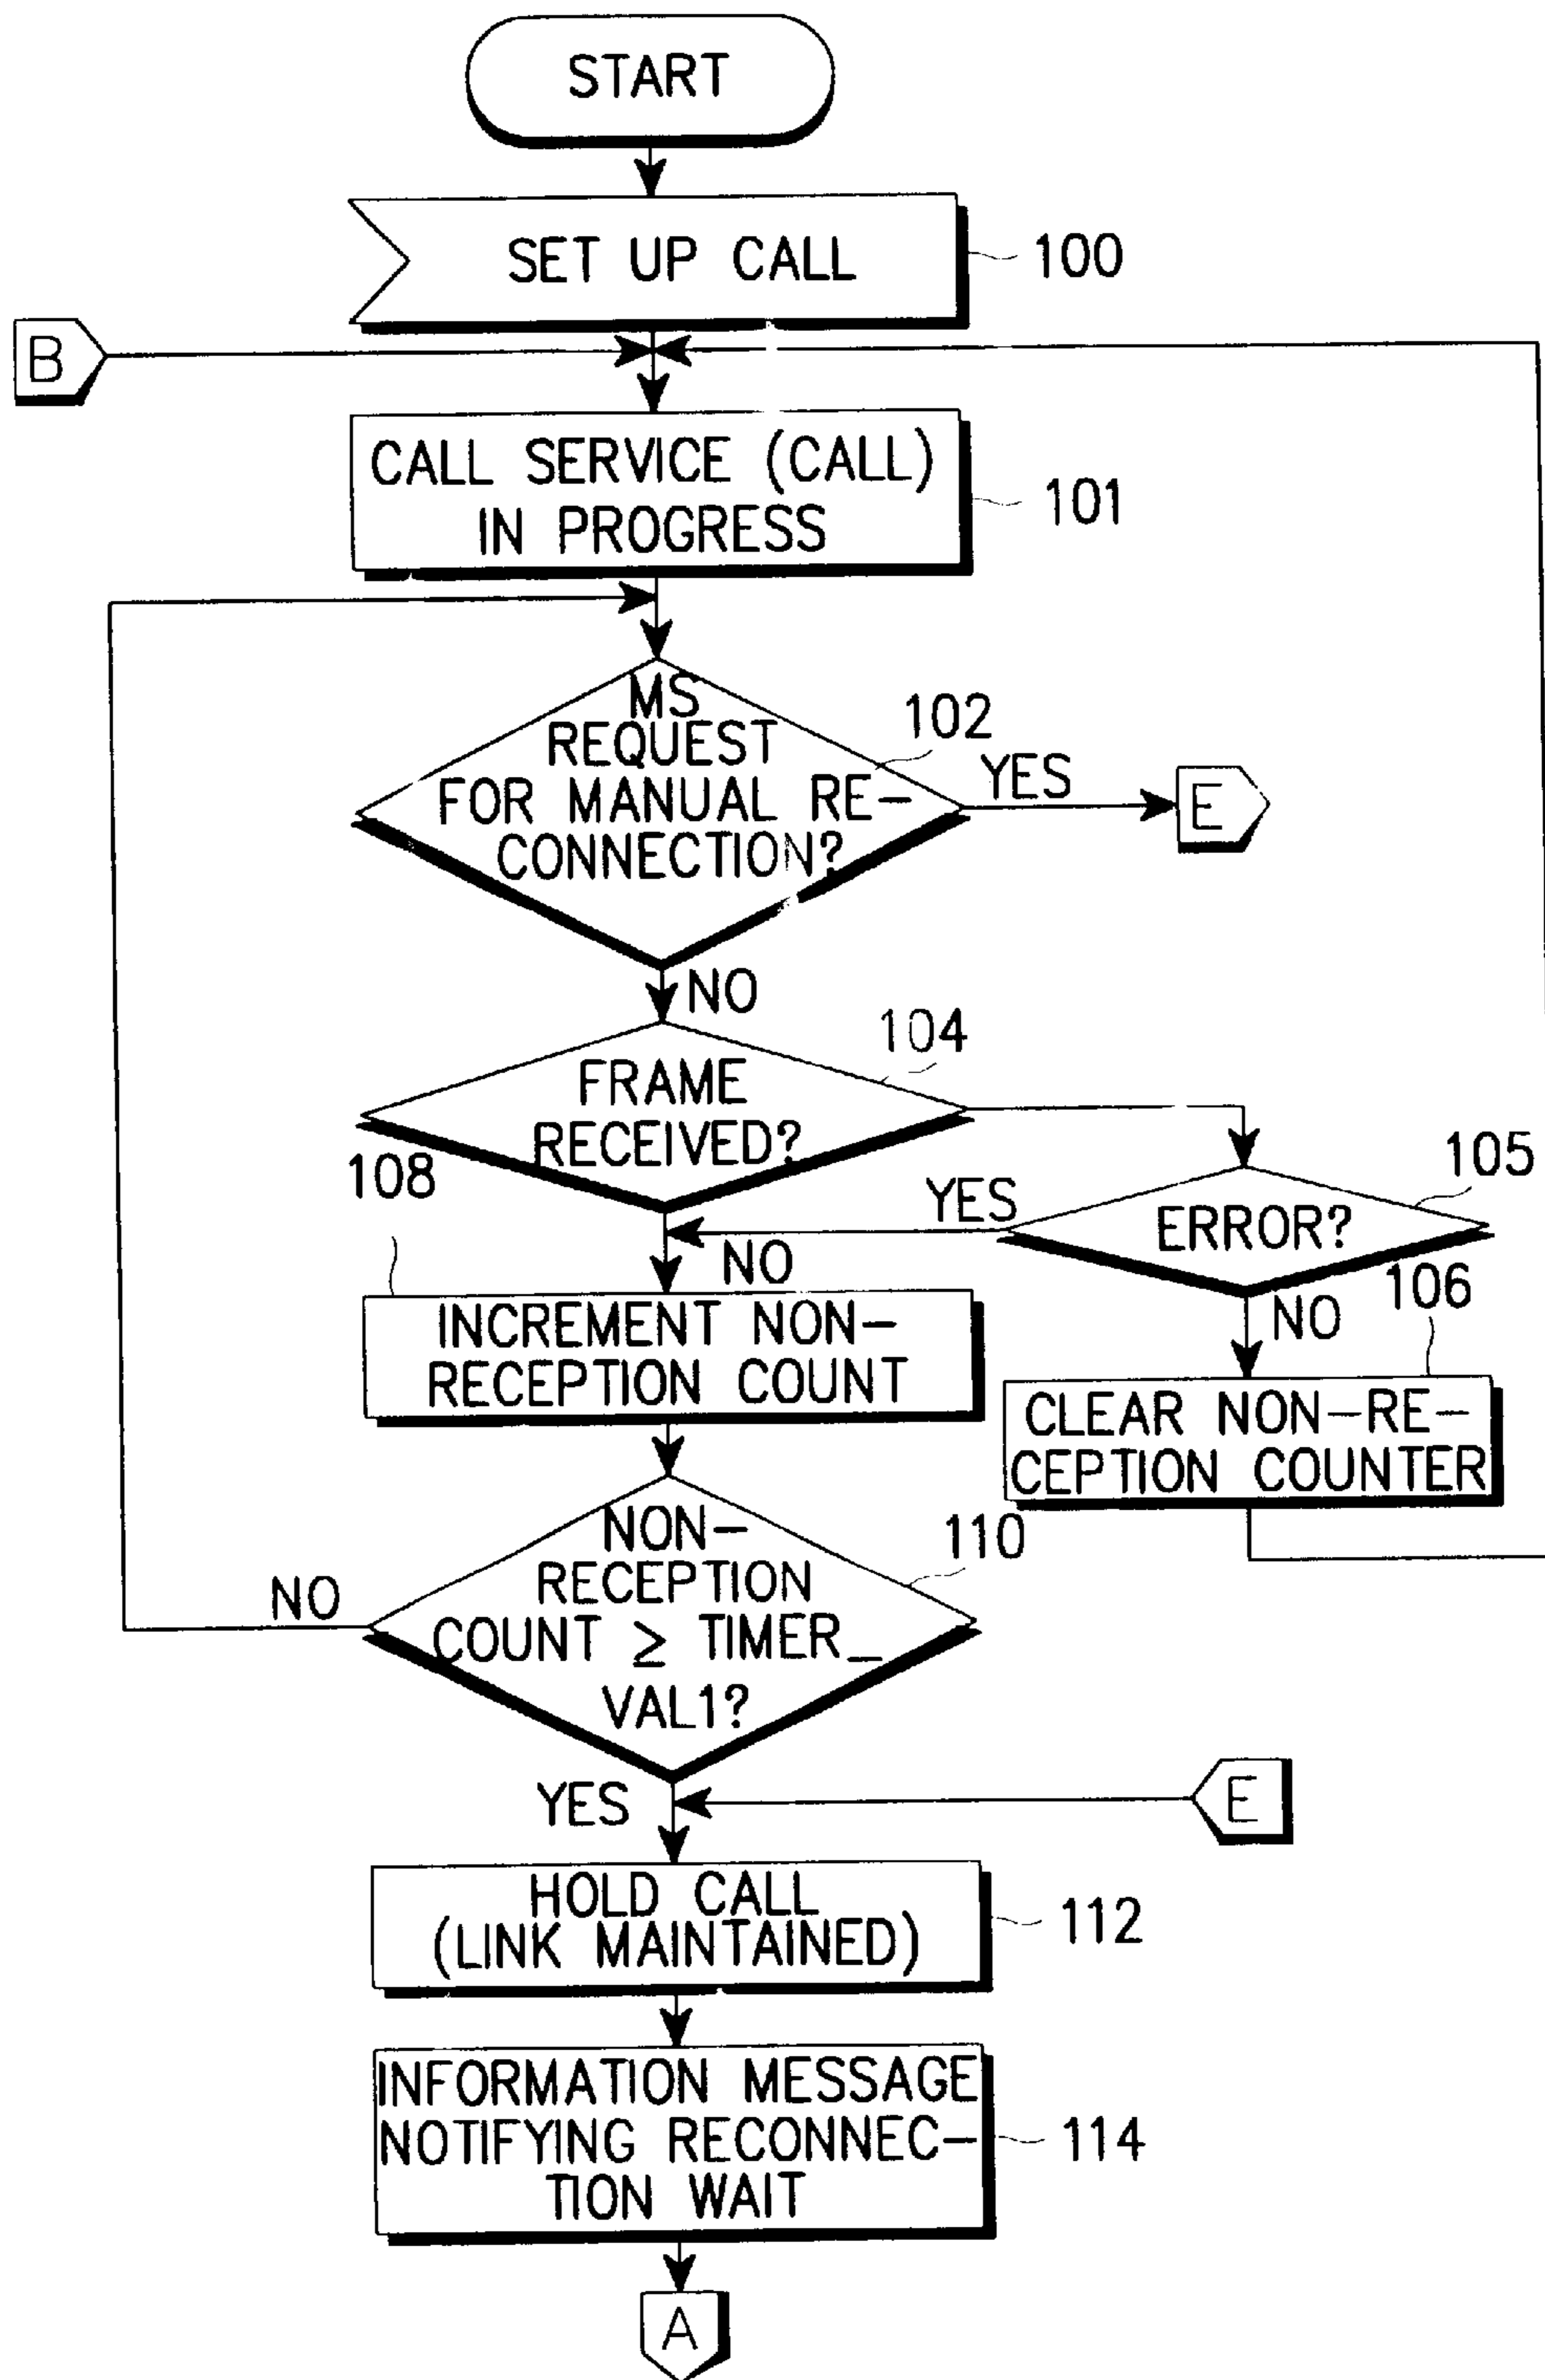 START
SET UP CALL
100
B
CALL SERVICE (CALL)
IN PROGRESS
101
MS
REQUEST
FOR MANUAL RE-
CONNECTION?
102
YES
E
NO
104
FRAME
RECEIVED?
108
105
YES
ERROR?
NO
106
NO
INCREMENT NON-
RECEPTION COUNT
CLEAR NON-RE-
CEPTION COUNTER
110
NON-
RECEPTION
COUNT ≥ TIMER_
VAL1?
NO
YES
E
HOLD CALL
(LINK MAINTAINED)
112
INFORMATION MESSAGE
NOTIFYING RECONNEC-
TION WAIT
114
A